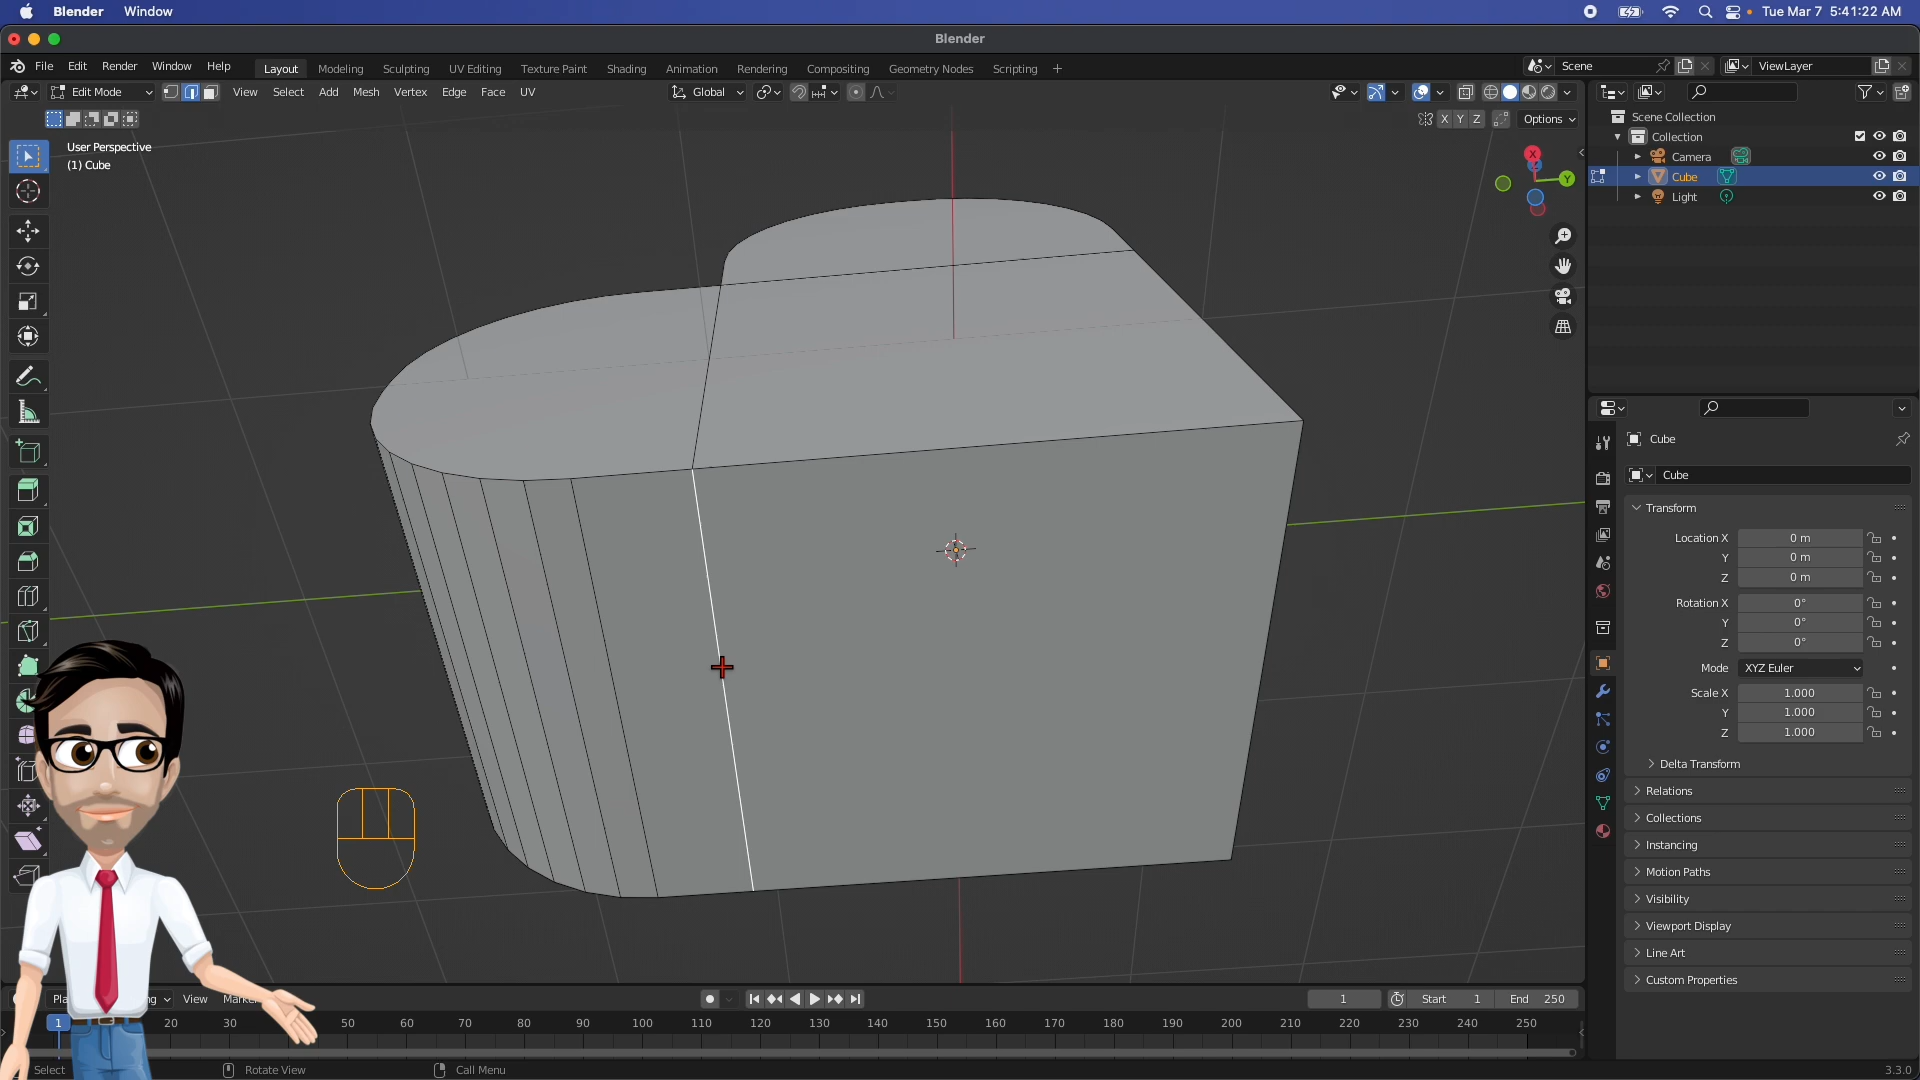 Blender Window Tue Mar 7 5:41:22 AM
Blender
File Edit Render Window Help Layout Modeling Sculpting UV Editing Texture Paint Shading Animation Rendering Compositing Geometry Nodes Scripting + Scene ViewLayer
Edit Mode View Select Add Mesh Vertex Edge Face UV Global
X Y Z Options
User Perspective
(1) Cube
X
Y
Scene Collection
Collection
Camera
Cube
Light
Cube
Cube
Transform
Location X 0 m
Y 0 m
Z 0 m
Rotation X 0°
Y 0°
Z 0°
Mode XYZ Euler
Scale X 1.000
Y 1.000
Z 1.000
Delta Transform
Relations
Collections
Instancing
Motion Paths
Visibility
Viewport Display
Line Art
Custom Properties
View 1 Start 1 End 250
1 20 30 50 60 70 80 90 100 110 120 130 140 150 160 170 180 190 200 210 220 230 240 250
Select Rotate View Call Menu 3.3.0